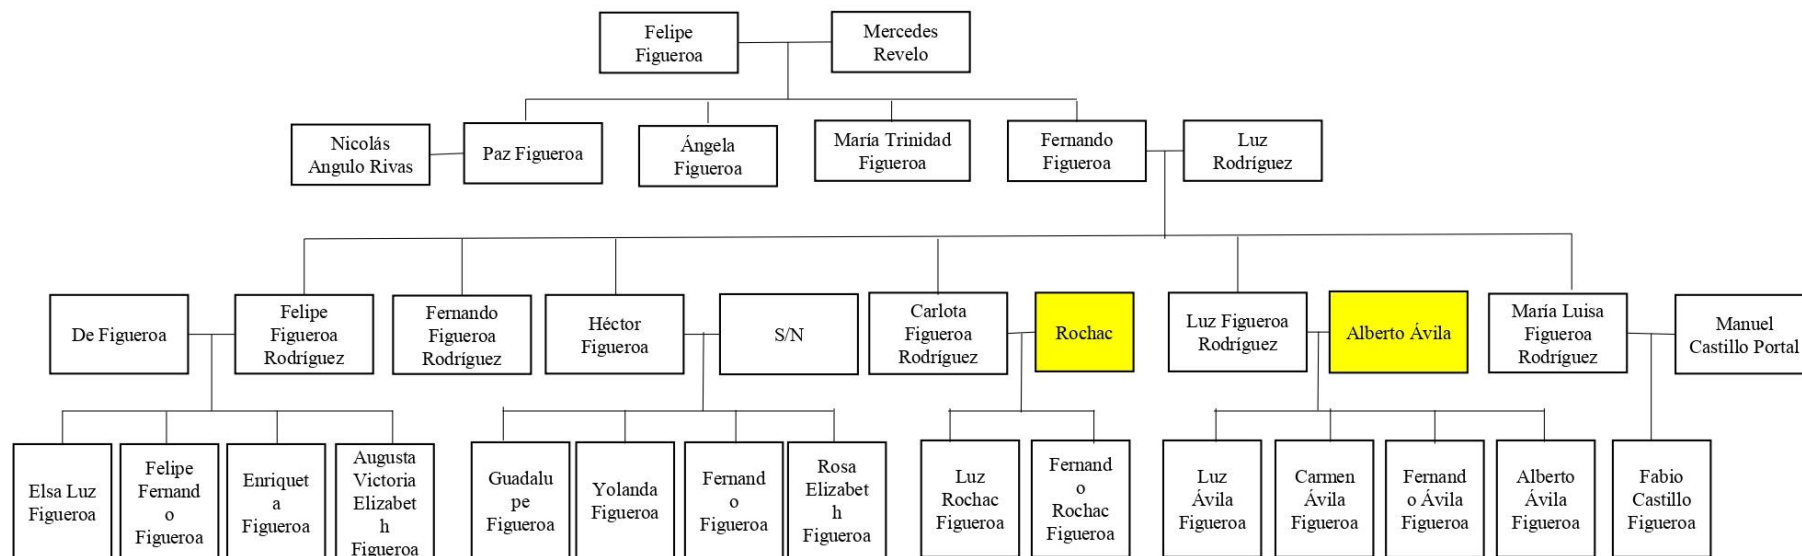 Felipe
Figueroa
Mercedes
Revelo
Nicolás
Angulo Rivas
Paz Figueroa
Ángela
Figueroa
María Trinidad
Figueroa
Fernando
Figueroa
Luz
Rodríguez
De Figueroa
Felipe
Figueroa
Rodríguez
Fernando
Figueroa
Rodríguez
Héctor
Figueroa
S/N
Carlota
Figueroa
Rodríguez
Rochac
Luz Figueroa
Rodríguez
Alberto Ávila
María Luisa
Figueroa
Rodríguez
Manuel
Castillo Portal
Elsa Luz
Figueroa
Felipe
Fernand
o
Figueroa
Enriquet
a
Figueroa
Augusta
Victoria
Elizabet
h
Figueroa
Guadalu
pe
Figueroa
Yolanda
Figueroa
Fernand
o
Figueroa
Rosa
Elizabet
h
Figueroa
Luz
Rochac
Figueroa
Fernand
o
Rochac
Figueroa
Luz
Ávila
Figueroa
Carmen
Ávila
Figueroa
Fernand
o Ávila
Figueroa
Alberto
Ávila
Figueroa
Fabio
Castillo
Figueroa